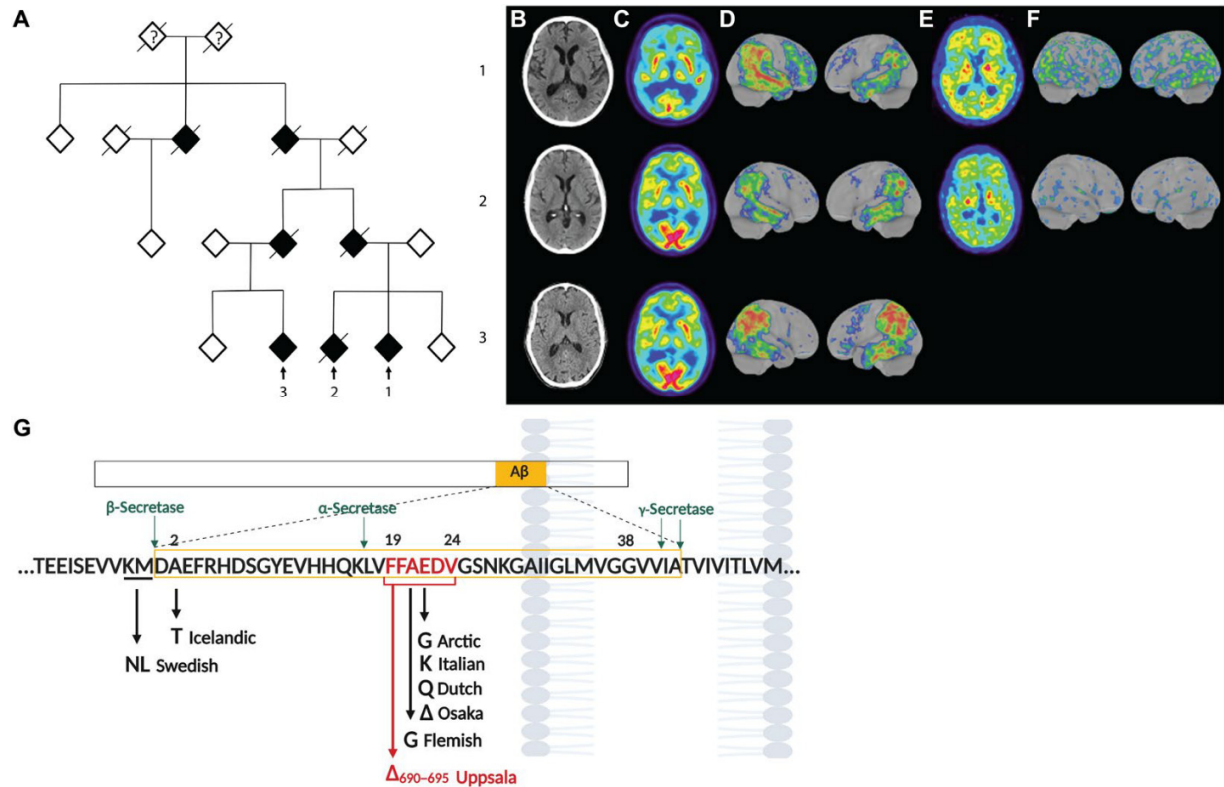 A
B
C
D
E
F
? ?
1
2
3
3 2 1
G
Aβ
β-Secretase α-Secretase γ-Secretase
2 19 24 38
...TEEISEVVKMDAEFRHDSGYEVHHQKLVFFAEDVGSNKGAIIGLMVGGVVIATVIVITLVM...
T Icelandic
NL Swedish
G Arctic
K Italian
Q Dutch
Δ Osaka
G Flemish
Δ690–695 Uppsala